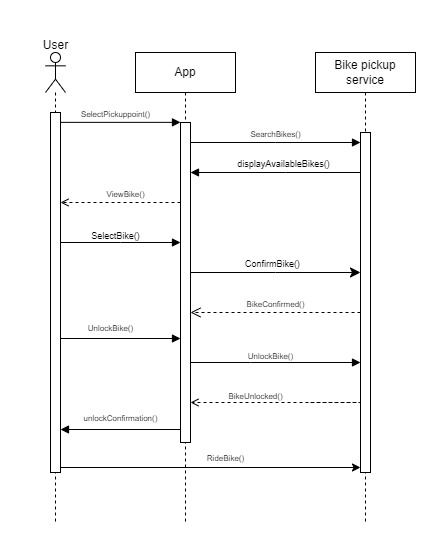 User
App
Bike pickup
service
SelectPickuppoint()
SearchBikes()
displayAvailableBikes()
ViewBike()
SelectBike()
ConfirmBike()
BikeConfirmed()
UnlockBike()
UnlockBike()
BikeUnlocked()
unlockConfirmation()
RideBike()